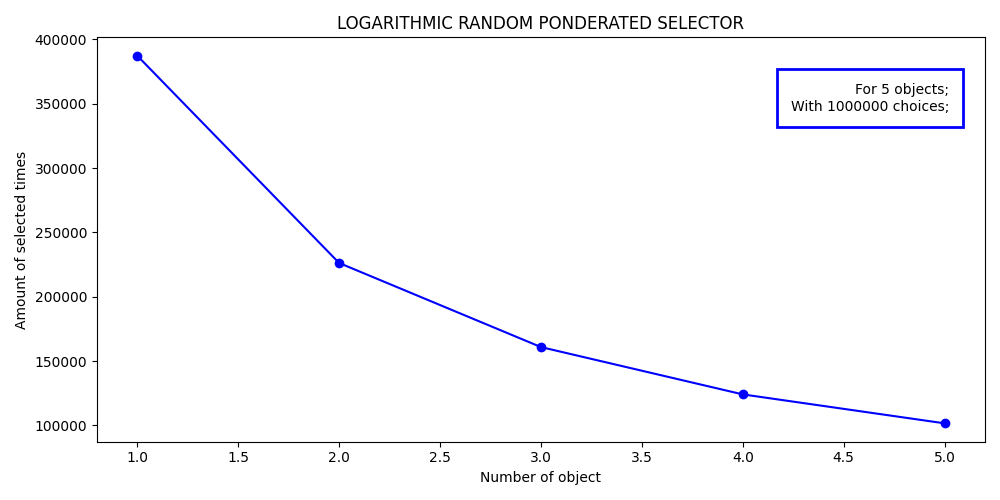 LOGARITHMIC RANDOM PONDERATED SELECTOR
400000
350000
300000
250000
200000
150000
100000
Amount of selected times
For 5 objects;
With 1000000 choices;
1.0 1.5 2.0 2.5 3.0 3.5 4.0 4.5 5.0
Number of object